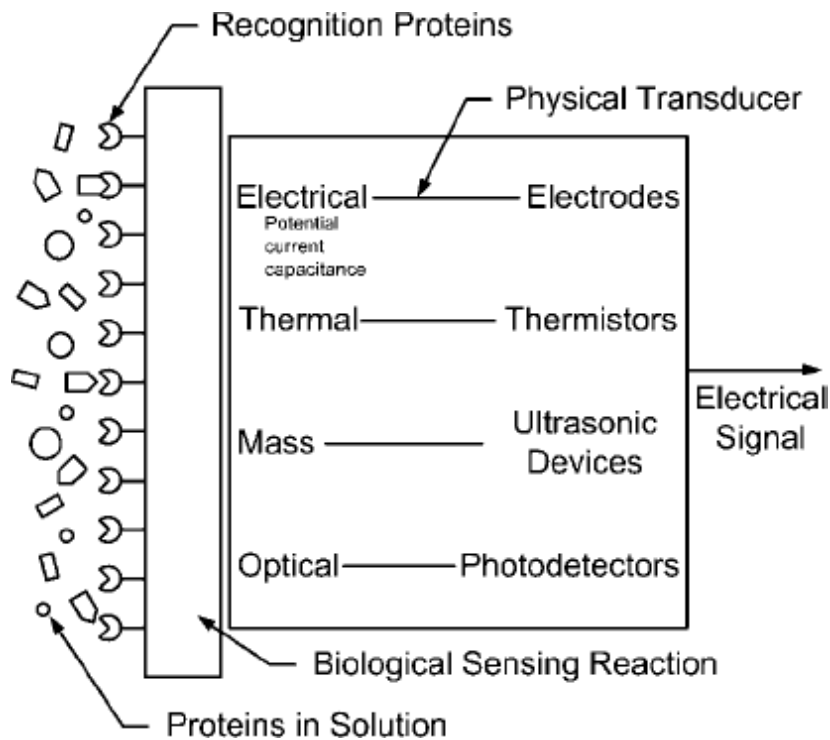 Recognition Proteins
Physical Transducer
Electrical Electrodes
Potential
current
capacitance
Thermal Thermistors
Electrical
Signal
Mass Ultrasonic
Devices
Optical Photodetectors
Biological Sensing Reaction
Proteins in Solution